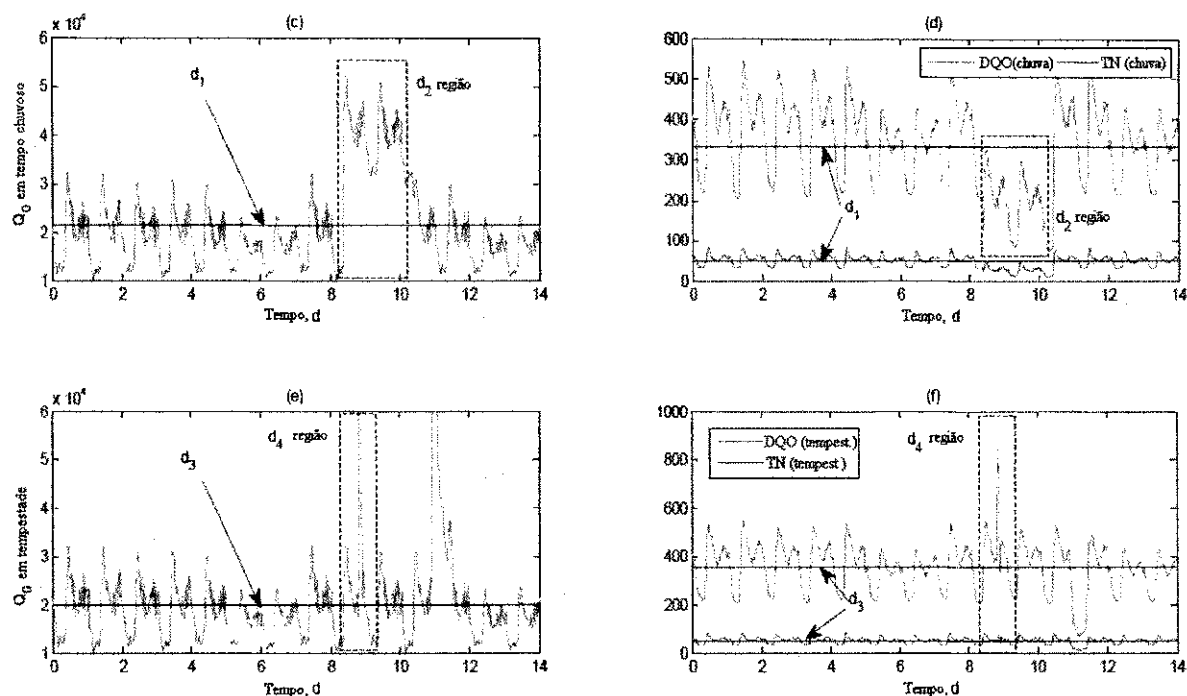 x 10⁴
(c)
6
5
4
3
2
1
0 2 4 6 8 10 12 14
Q₀ em tempo chuvoso
Tempo, d
d₁
d₂ região
(d)
600
500
400
300
200
100
0
0 2 4 6 8 10 12 14
Tempo, d
DQO(chuva) TN (chuva)
d₁
d₂ região
x 10⁴
(e)
6
5
4
3
2
1
0 2 4 6 8 10 12 14
Q₀ em tempestade
Tempo, d
d₃
d₄ região
(f)
1000
800
600
400
200
0
0 2 4 6 8 10 12 14
Tempo, d
DQO (tempest.)
TN (tempest.)
d₄ região
d₃